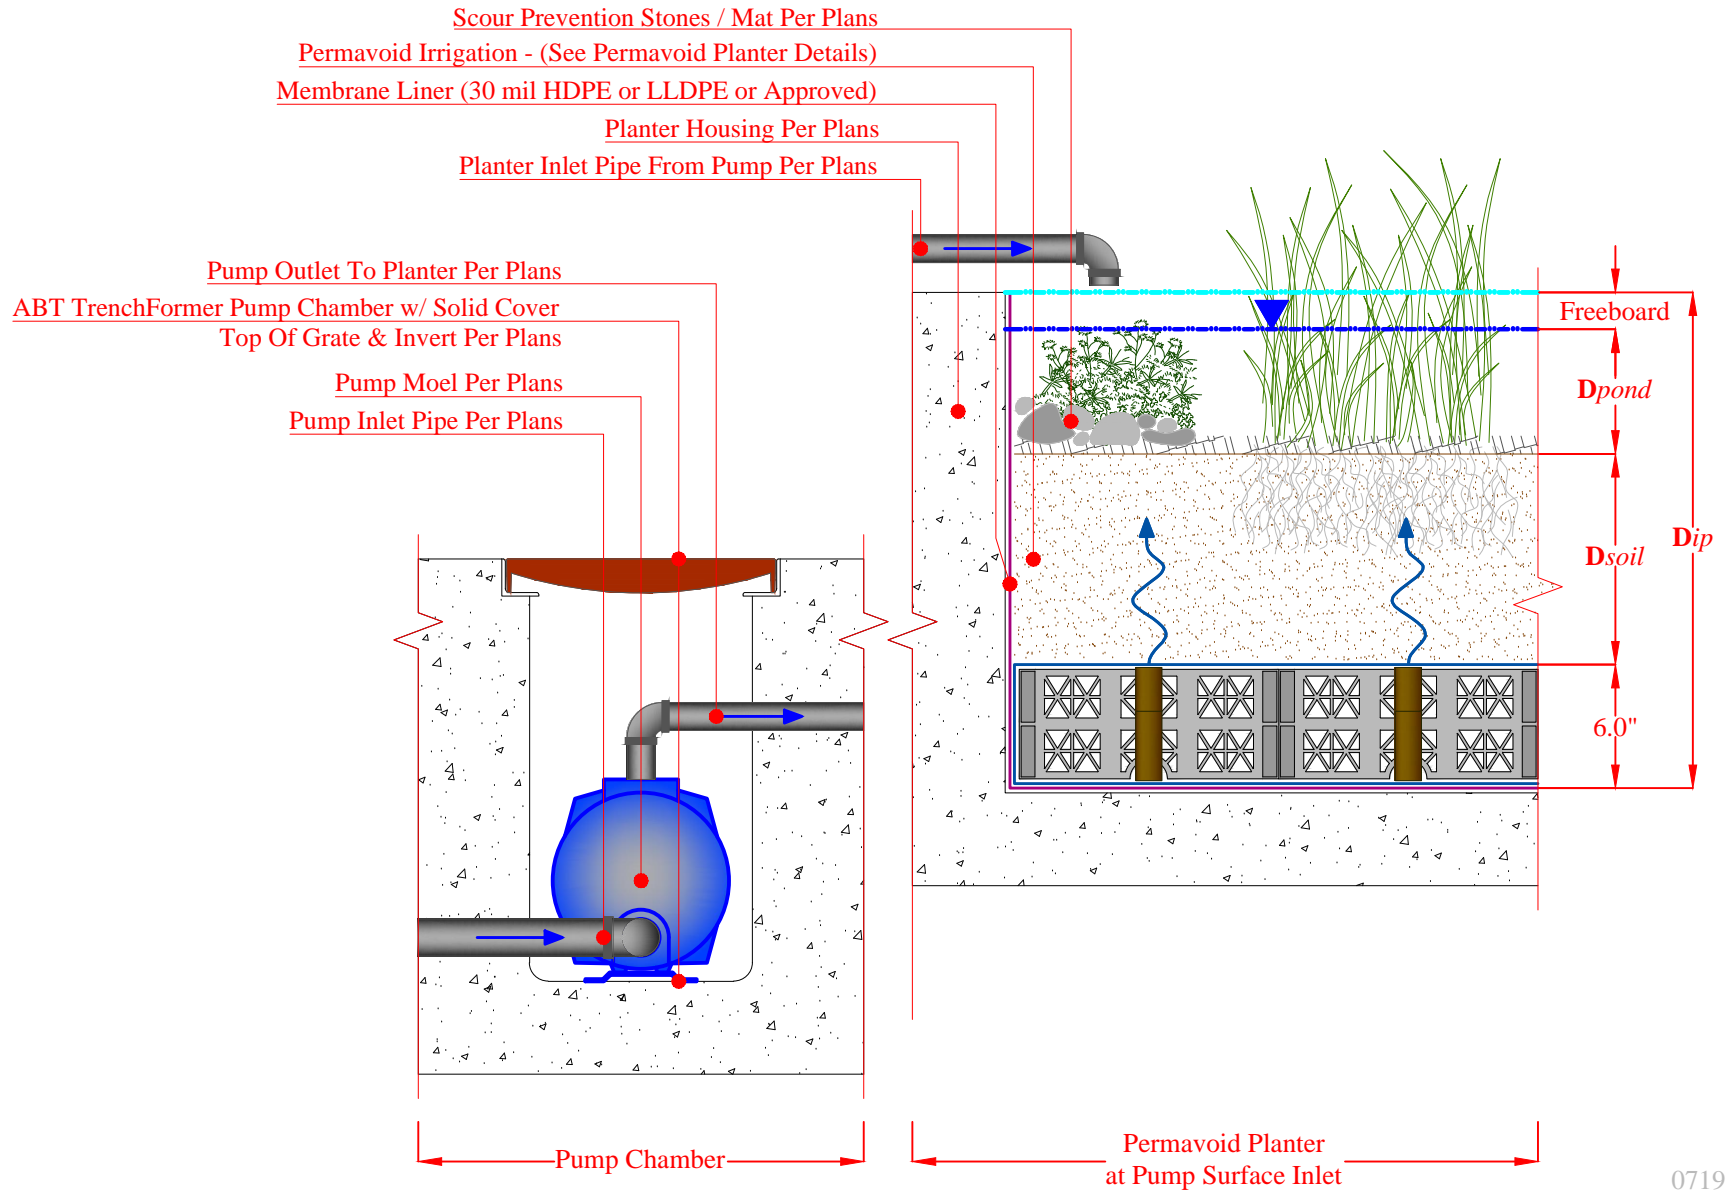 Scour Prevention Stones / Mat Per Plans
Permavoid Irrigation - (See Permavoid Planter Details)
Membrane Liner (30 mil HDPE or LLDPE or Approved)
Planter Housing Per Plans
Planter Inlet Pipe From Pump Per Plans
Pump Outlet To Planter Per Plans
ABT TrenchFormer Pump Chamber w/ Solid Cover
Top Of Grate & Invert Per Plans
Pump Moel Per Plans
Pump Inlet Pipe Per Plans
Freeboard
Dpond
Dsoil
Dip
6.0"
Pump Chamber
Permavoid Planter
at Pump Surface Inlet
0719